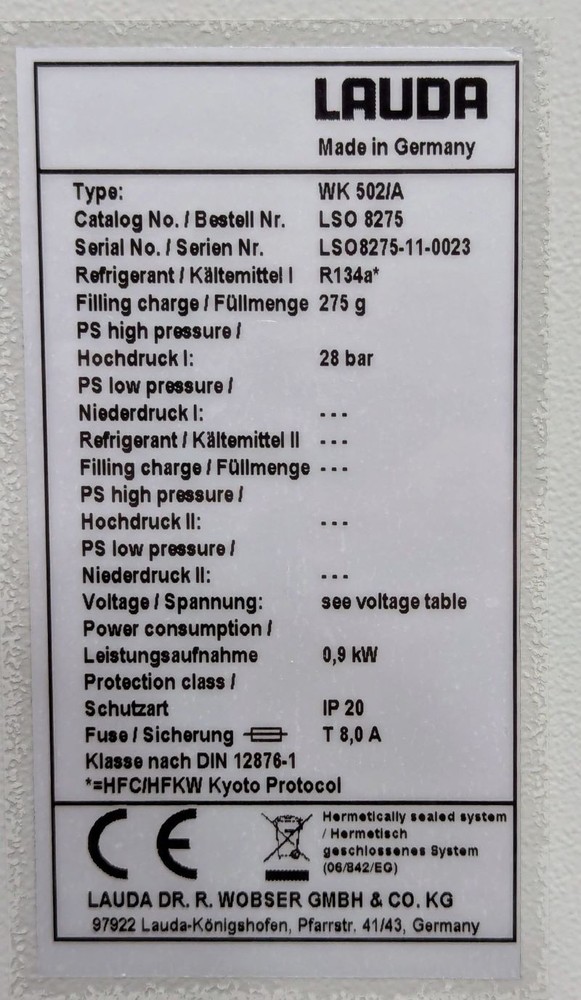 LAUDA
Made in Germany
Type: WK 502/A
Catalog No. / Bestell Nr. LSO 8275
Serial No. / Serien Nr. LSO8275-11-0023
Refrigerant / Kältemittel I R134a*
Filling charge / Füllmenge 275 g
PS high pressure /
Hochdruck I: 28 bar
PS low pressure /
Niederdruck I: ---
Refrigerant / Kältemittel II ---
Filling charge / Füllmenge ---
PS high pressure /
Hochdruck II: ---
PS low pressure /
Niederdruck II: ---
Voltage / Spannung: see voltage table
Power consumption /
Leistungsaufnahme 0,9 kW
Protection class /
Schutzart IP 20
Fuse / Sicherung T 8,0 A
Klasse nach DIN 12876-1
*=HFC/HFKW Kyoto Protocol
CE
Hermetically sealed system
/ Hermetisch
geschlossenes System
(06/842/EG)
LAUDA DR. R. WOBSER GMBH & CO. KG
97922 Lauda-Königshofen, Pfarrstr. 41/43, Germany